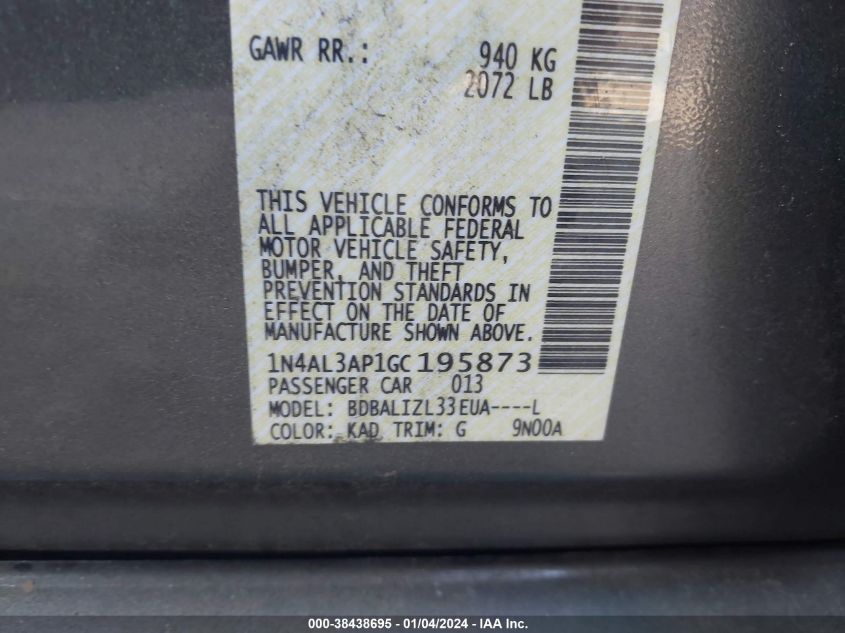 GAWR RR.: 940 KG
2072 LB
THIS VEHICLE CONFORMS TO
ALL APPLICABLE FEDERAL
MOTOR VEHICLE SAFETY,
BUMPER, AND THEFT
PREVENTION STANDARDS IN
EFFECT ON THE DATE OF
MANUFACTURE SHOWN ABOVE.
1N4AL3AP1GC195873
PASSENGER CAR 013
MODEL: BDBALIZL33EUA----L
COLOR: KAD TRIM: G 9N00A
000-38438695 - 01/04/2024 - IAA Inc.